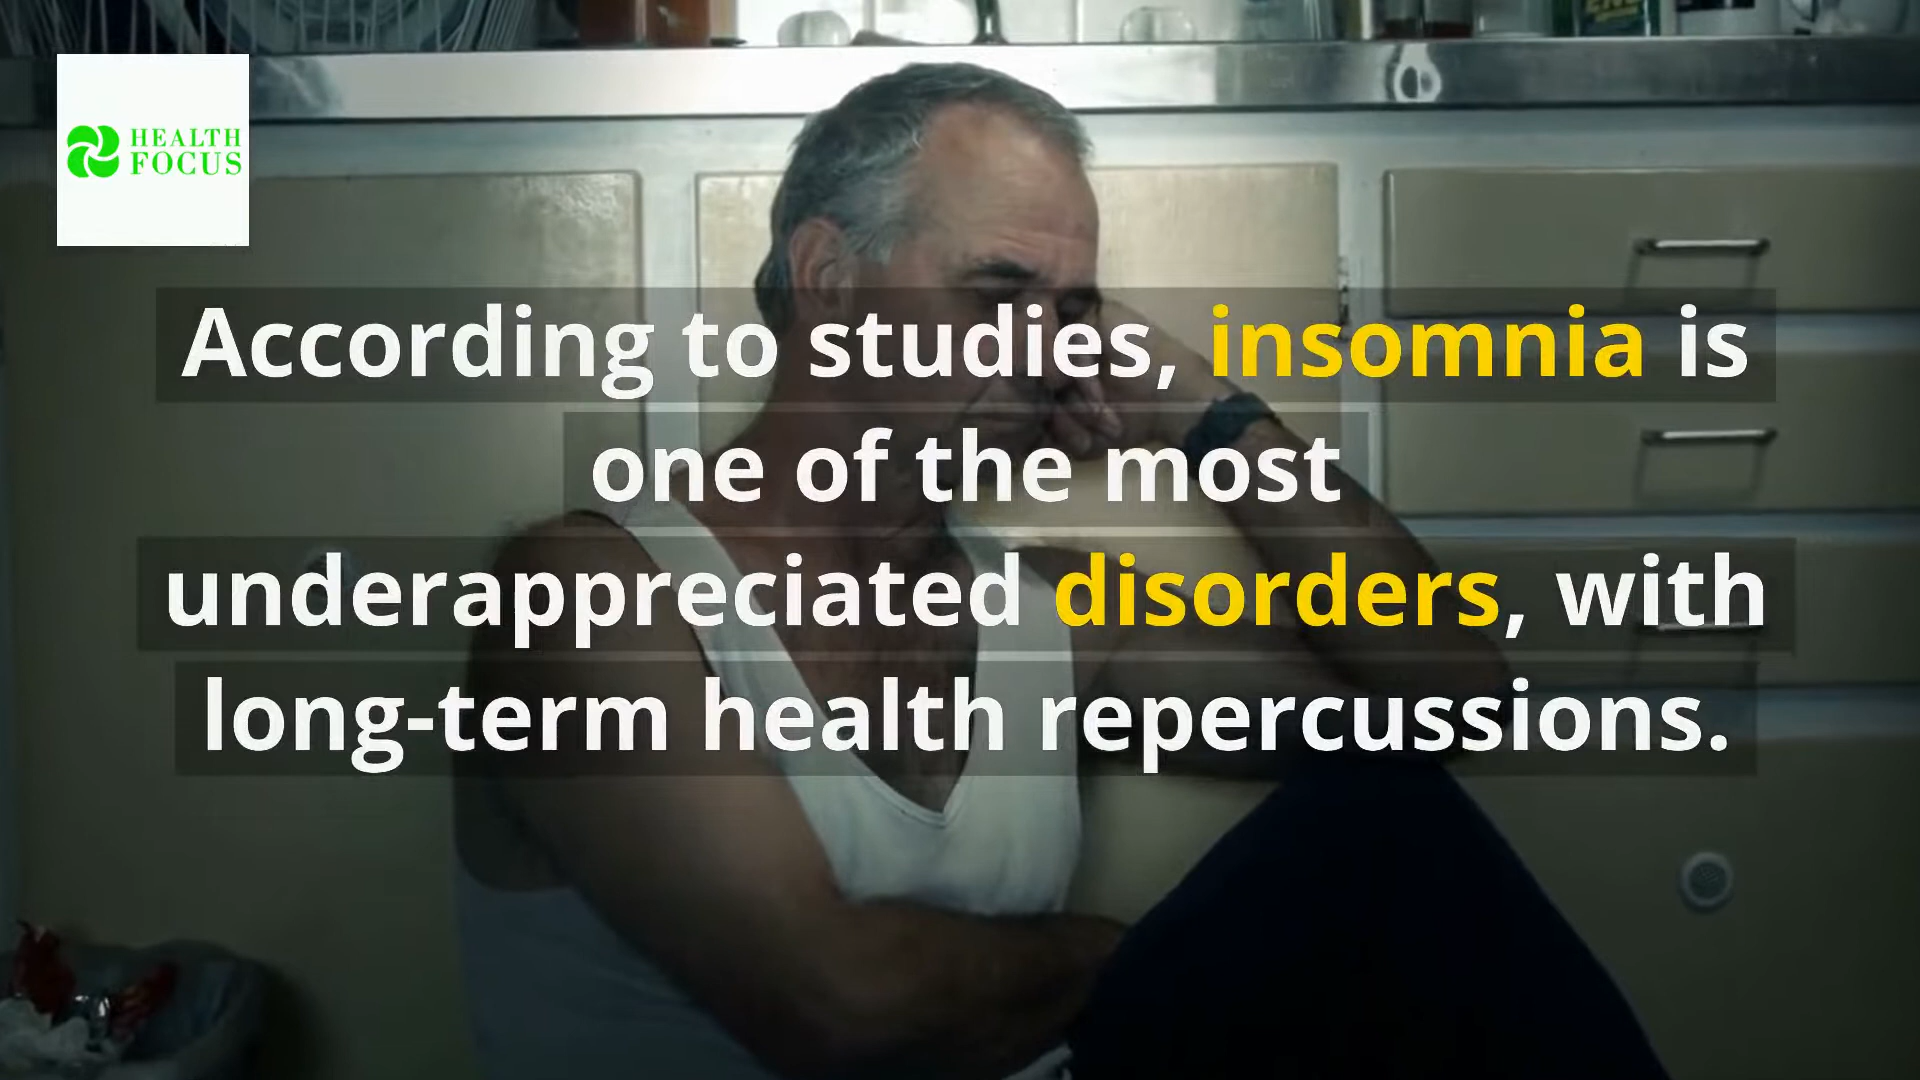 HEALTH
FOCUS
According to studies, insomnia is
one of the most
underappreciated disorders, with
long-term health repercussions.